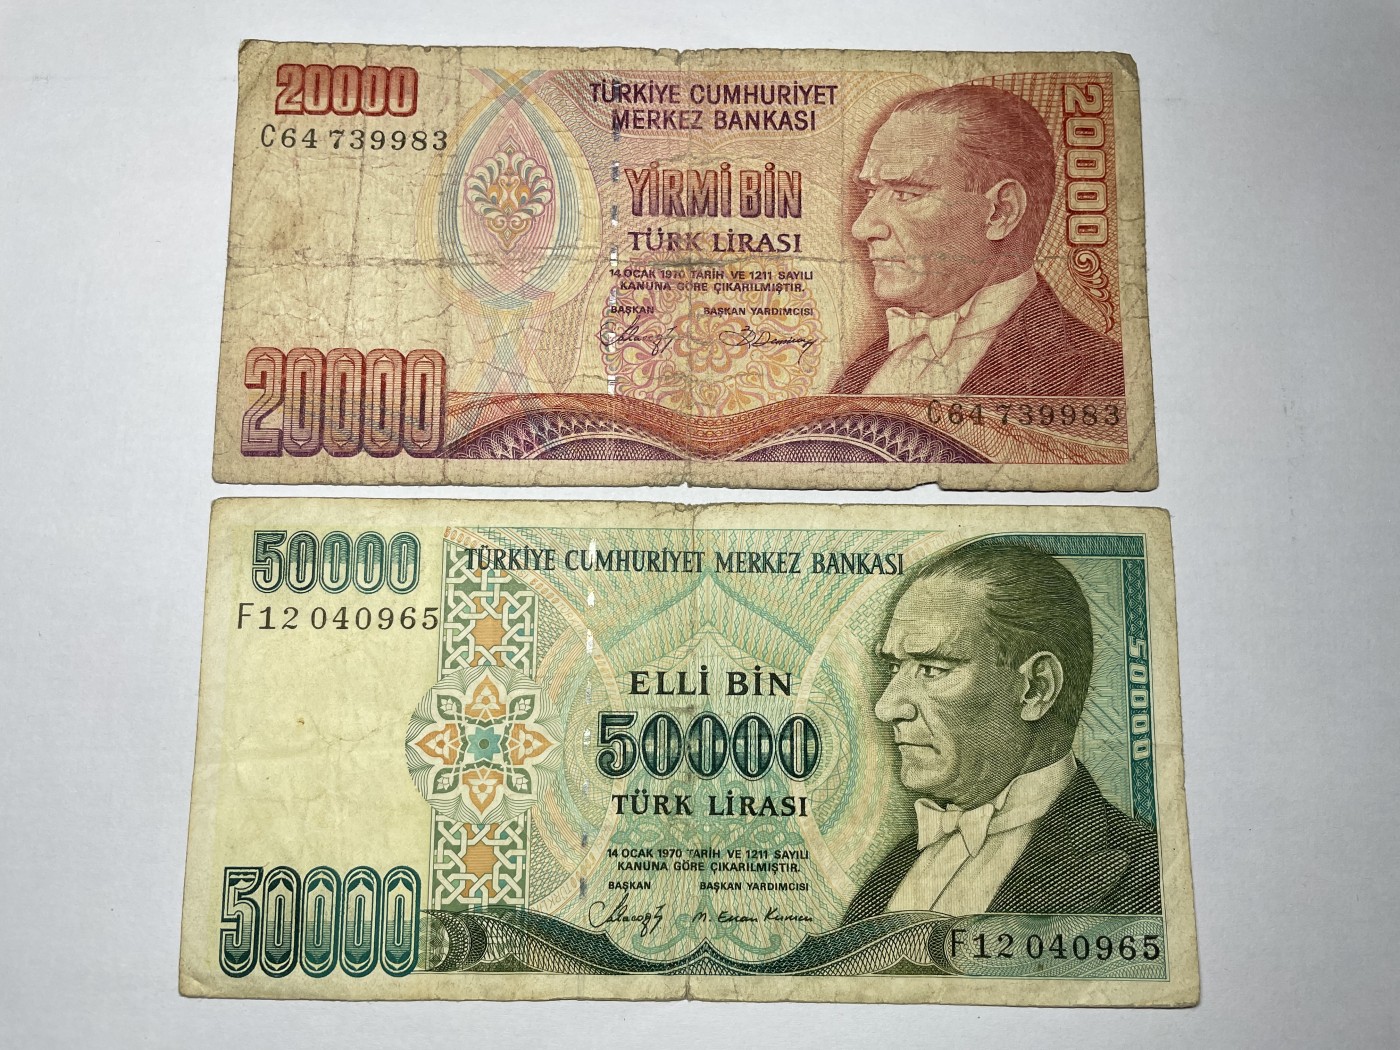 20000
C64 739983
TÜRKİYE CUMHURİYET
MERKEZ BANKASI
YİRMİ BİN
TÜRK LİRASI
14 OCAK 1970 TARİH VE 1211 SAYILI
KANUNA GÖRE ÇIKARILMIŞTIR.
BAŞKAN BAŞKAN YARDIMCISI
20000
20000
C64 739983
50000
F12 040965
TÜRKİYE CUMHURİYET MERKEZ BANKASI
ELLİ BİN
50000
TÜRK LİRASI
14 OCAK 1970 TARİH VE 1211 SAYILI
KANUNA GÖRE ÇIKARILMIŞTIR.
BAŞKAN BAŞKAN YARDIMCISI
50000
50000
F12 040965